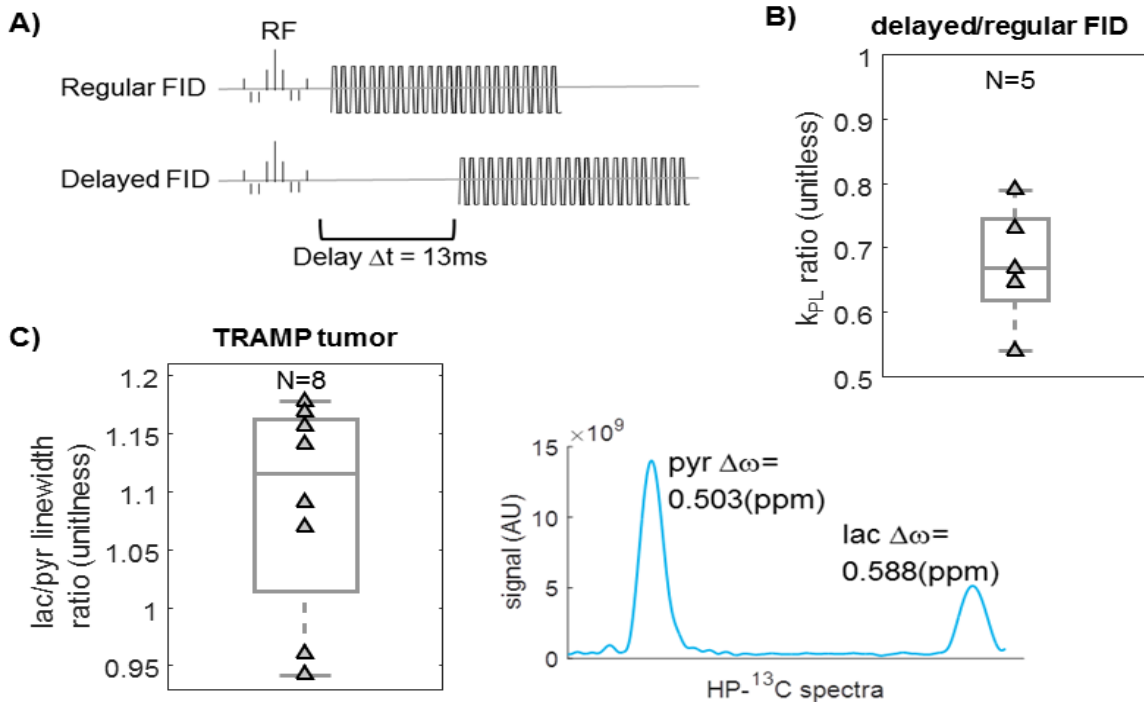 A)
RF
Regular FID
Delayed FID
Delay Δt = 13ms
B)
delayed/regular FID
N=5
kPL ratio (unitless)
1
0.9
0.8
0.7
0.6
0.5
C)
TRAMP tumor
N=8
lac/pyr linewidth
ratio (unitlness)
1.2
1.15
1.1
1.05
1
0.95
×10⁹
15
10
5
0
signal (AU)
pyr Δω=
0.503(ppm)
lac Δω=
0.588(ppm)
HP-¹³C spectra